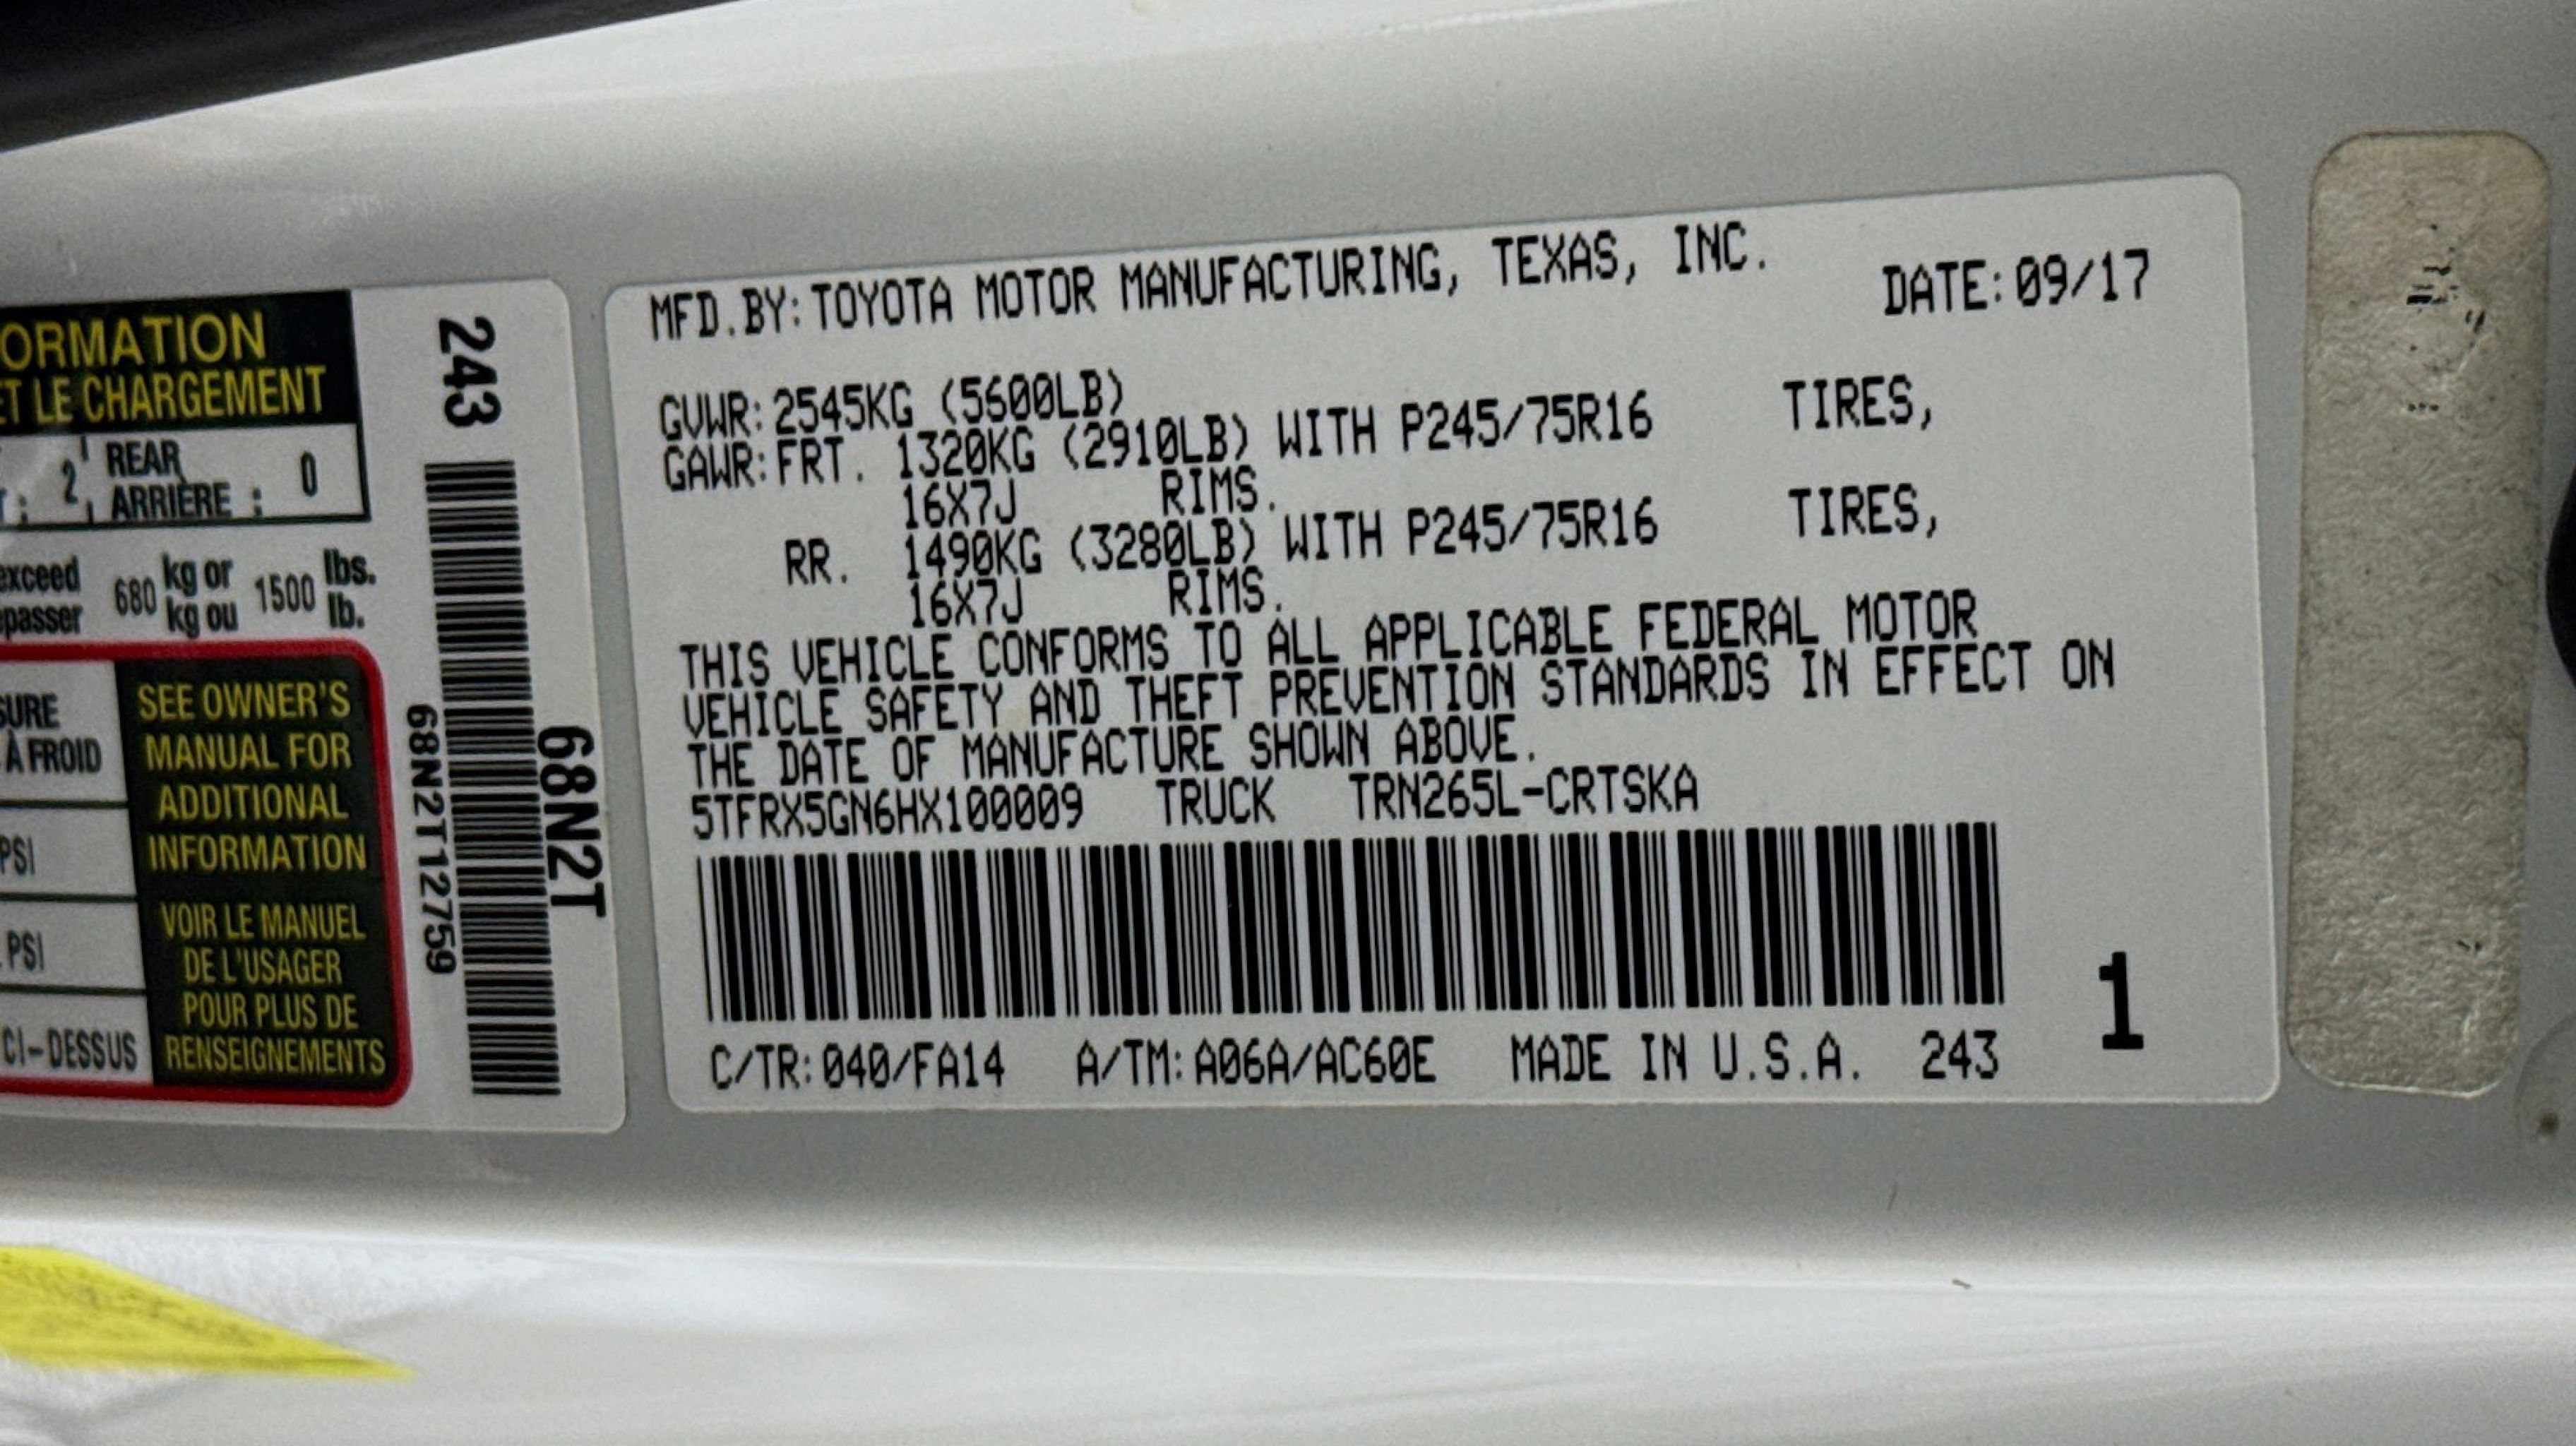 ORMATION
ET LE CHARGEMENT
2 REAR
ARRIÈRE : 0
exceed 680 kg or 1500 lbs.
passer kg ou lb.
SURE
À FROID
PSI
PSI
CI-DESSUS
SEE OWNER'S
MANUAL FOR
ADDITIONAL
INFORMATION
VOIR LE MANUEL
DE L'USAGER
POUR PLUS DE
RENSEIGNEMENTS
243
68N2T12759
68N2T
MFD.BY:TOYOTA MOTOR MANUFACTURING, TEXAS, INC. DATE:09/17
GVWR:2545KG (5600LB)
GAWR:FRT. 1320KG (2910LB) WITH P245/75R16 TIRES,
16X7J RIMS.
RR. 1490KG (3280LB) WITH P245/75R16 TIRES,
16X7J RIMS.
THIS VEHICLE CONFORMS TO ALL APPLICABLE FEDERAL MOTOR
VEHICLE SAFETY AND THEFT PREVENTION STANDARDS IN EFFECT ON
THE DATE OF MANUFACTURE SHOWN ABOVE.
5TFRX5GN6HX100009 TRUCK TRN265L-CRTSKA
C/TR:040/FA14 A/TM:A06A/AC60E MADE IN U.S.A. 243
1